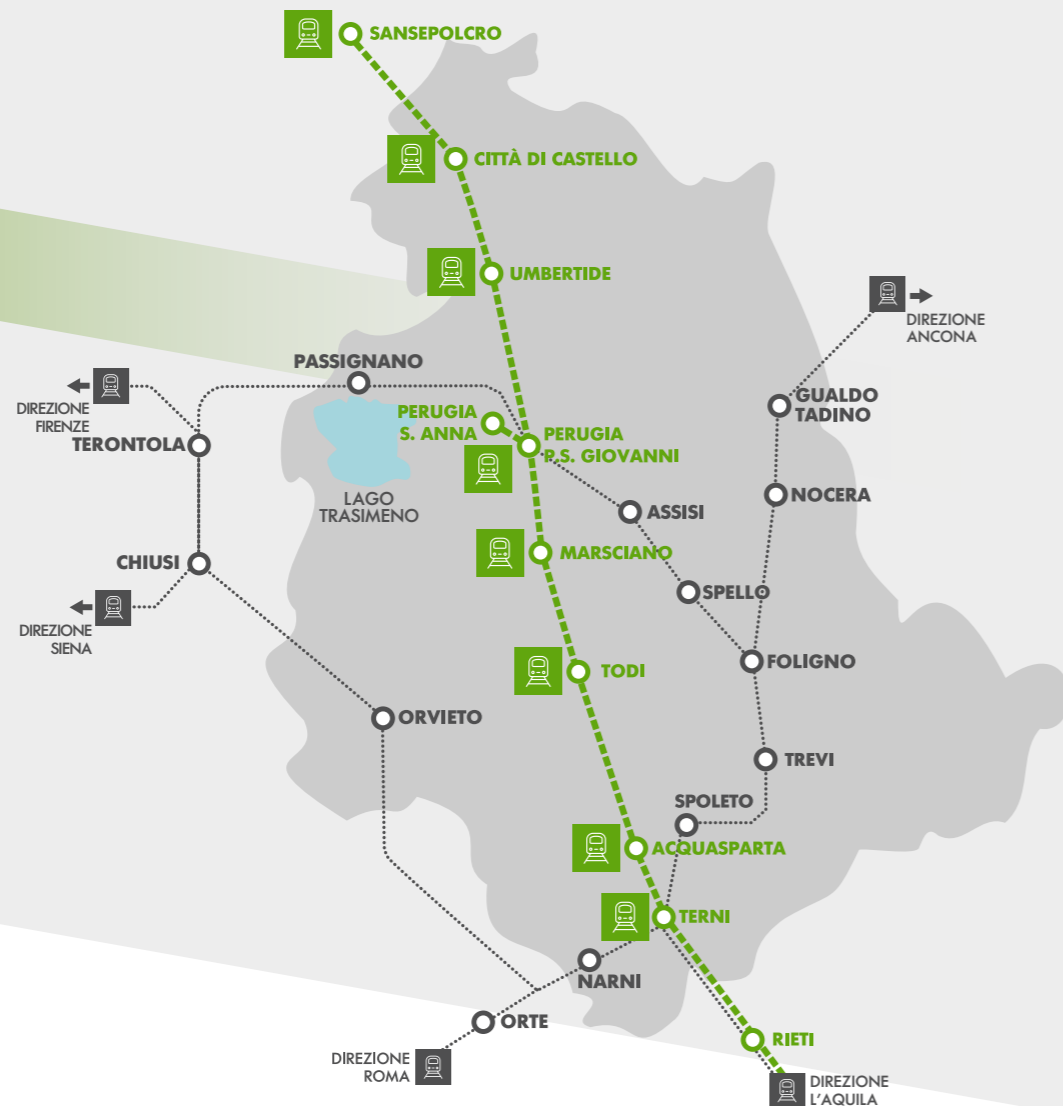 SANSEPOLCRO
CITTÀ DI CASTELLO
UMBERTIDE
DIREZIONE
ANCONA
PASSIGNANO
DIREZIONE
FIRENZE
GUALDO
TADINO
PERUGIA
S. ANNA
PERUGIA
P.S. GIOVANNI
TERONTOLA
LAGO
TRASIMENO
NOCERA
ASSISI
MARSCIANO
CHIUSI
SPELLO
DIREZIONE
SIENA
FOLIGNO
TODI
ORVIETO
TREVI
SPOLETO
ACQUASPARTA
TERNI
NARNI
ORTE
RIETI
DIREZIONE
ROMA
DIREZIONE
L'AQUILA